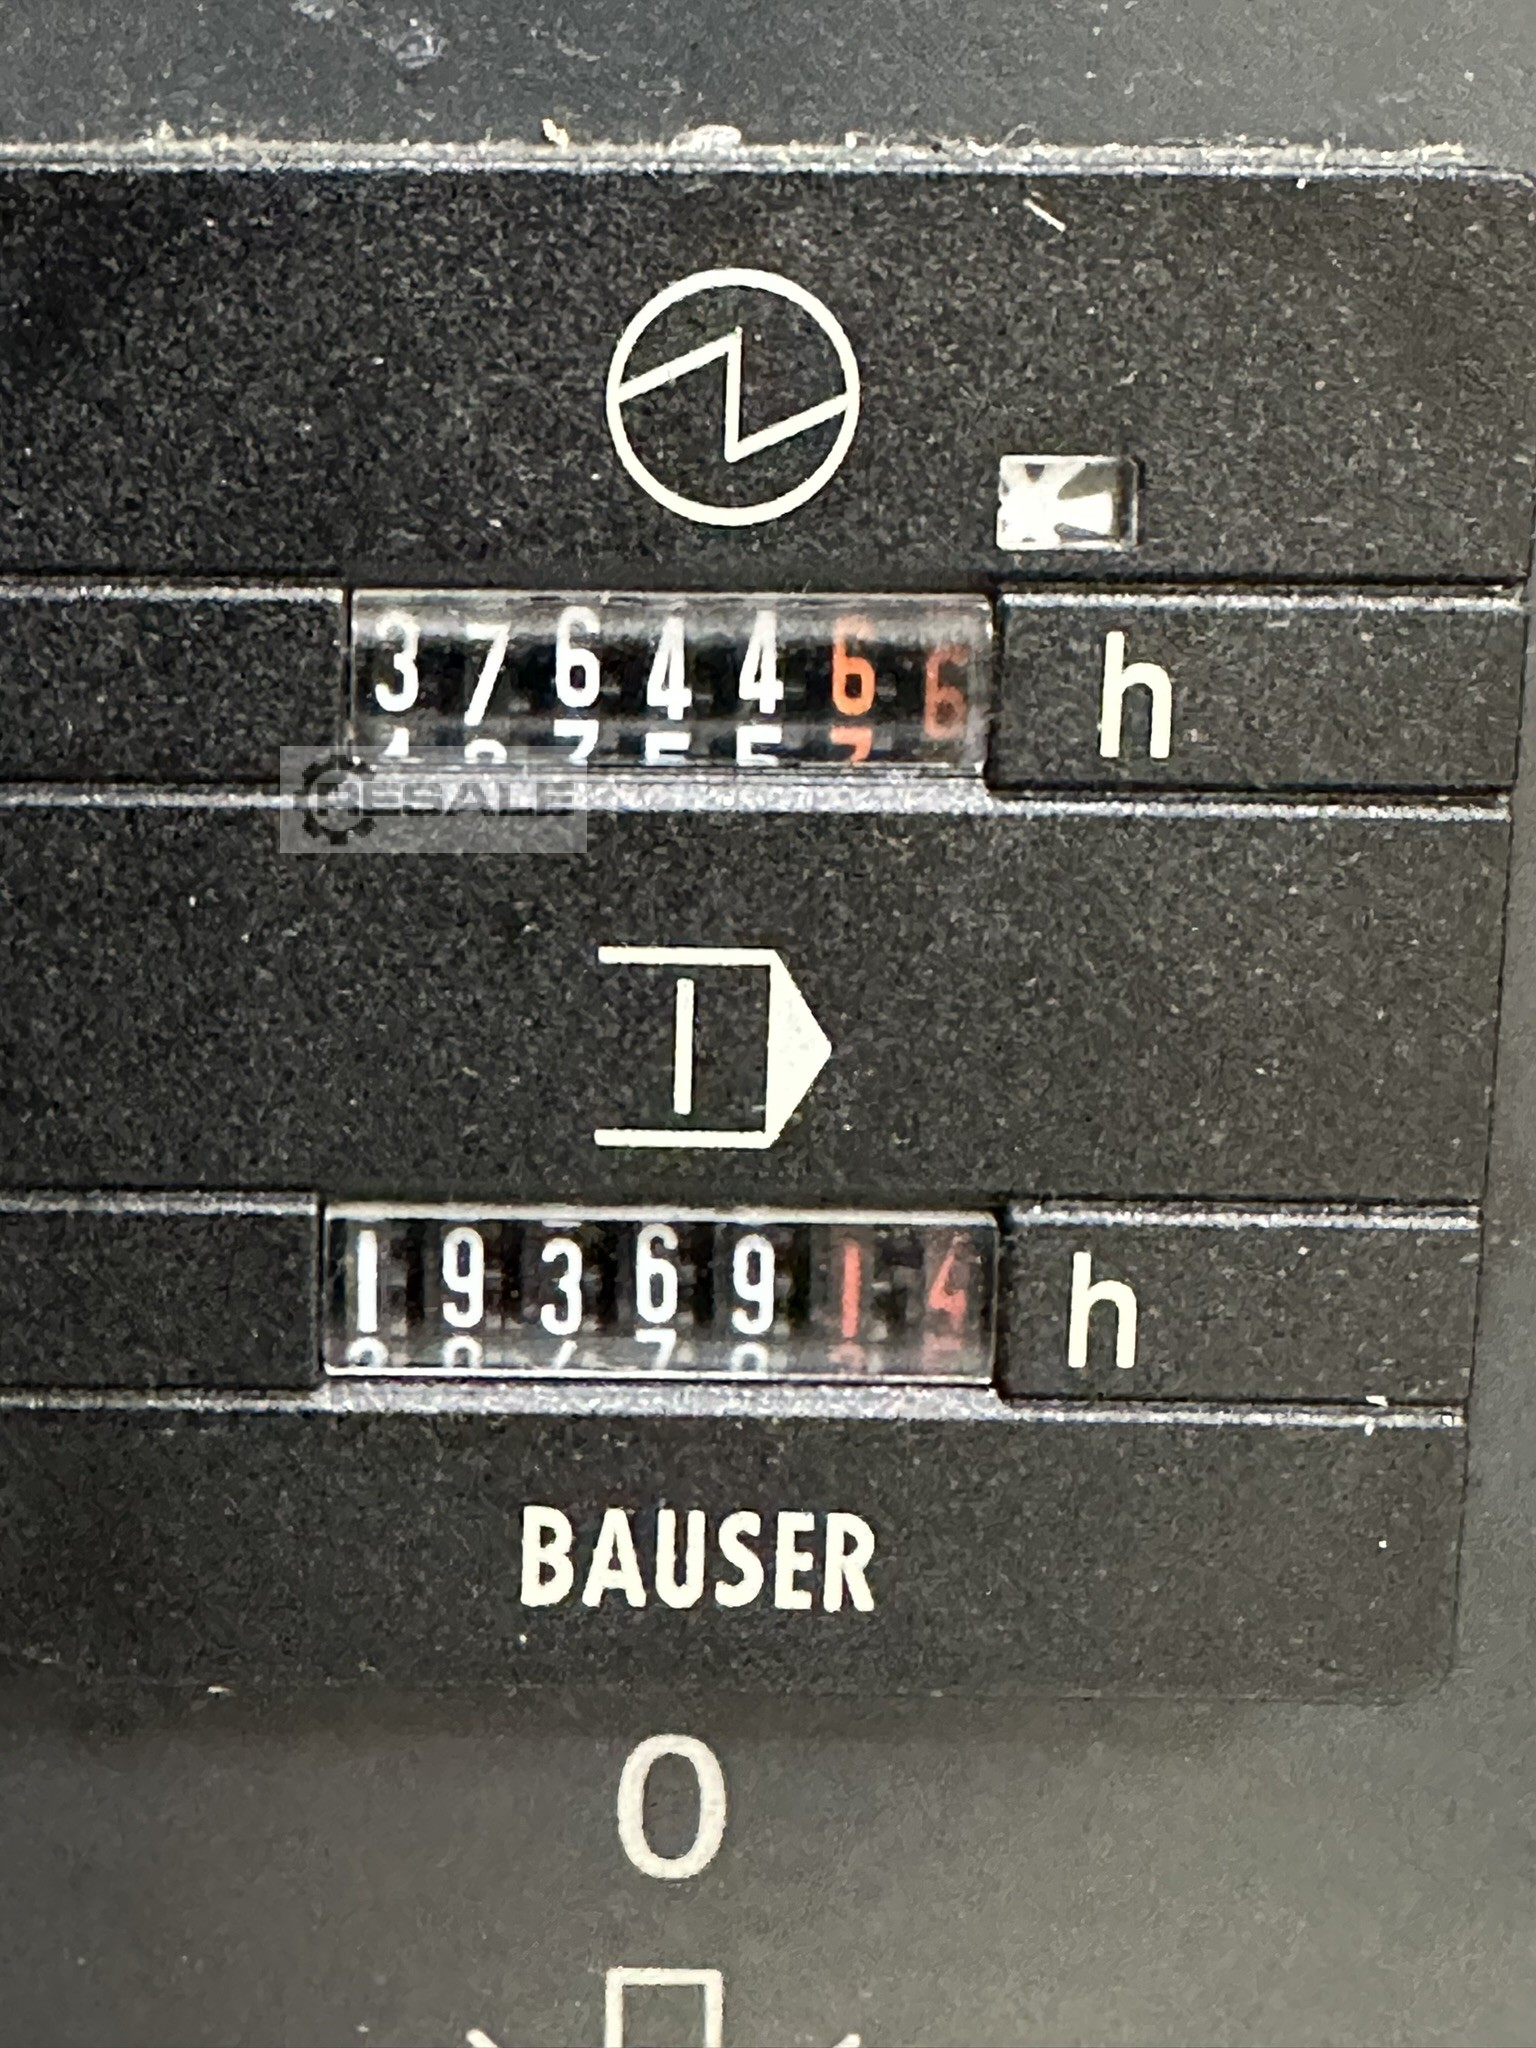 3764466 h
RESALE
1936914 h
BAUSER
0